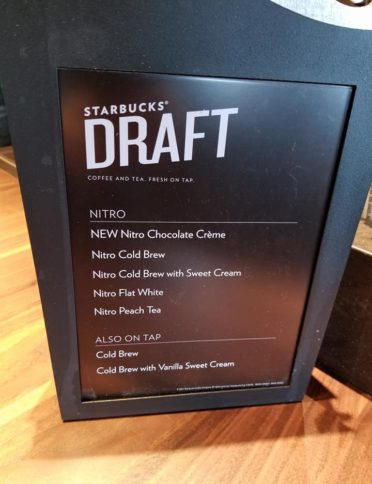 STARBUCKS®
DRAFT
COFFEE AND TEA. FRESH ON TAP.
NITRO
NEW Nitro Chocolate Crème
Nitro Cold Brew
Nitro Cold Brew with Sweet Cream
Nitro Flat White
Nitro Peach Tea
ALSO ON TAP
Cold Brew
Cold Brew with Vanilla Sweet Cream